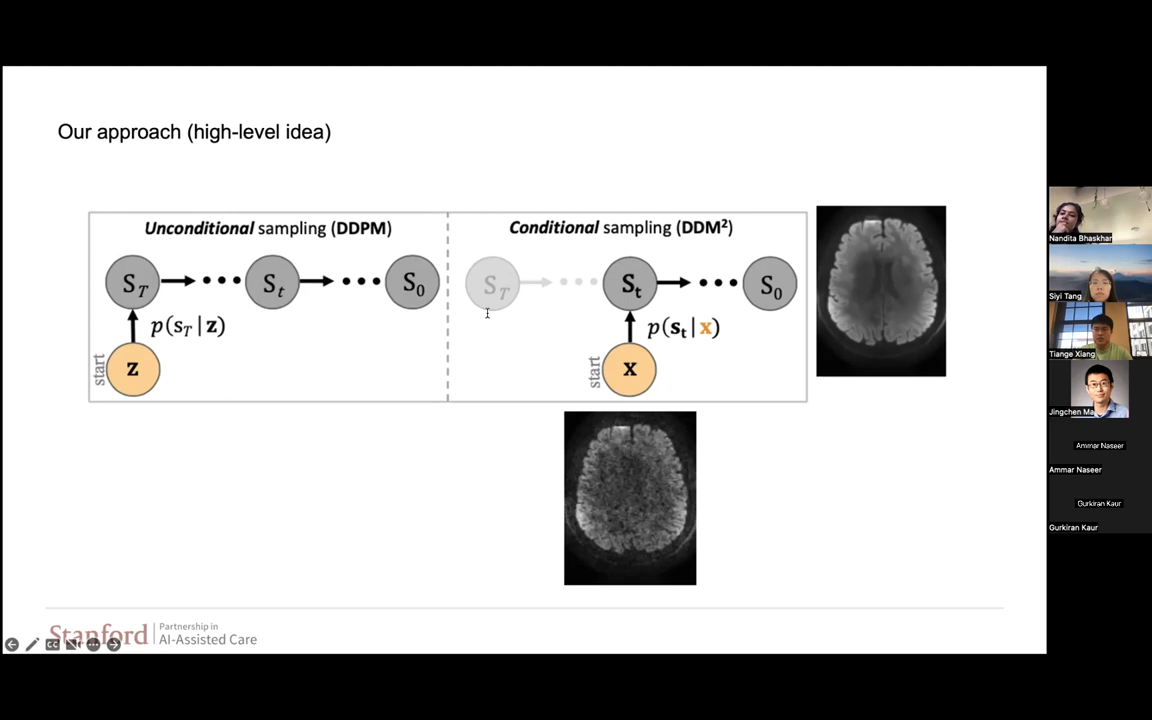 Our approach (high-level idea)
Unconditional sampling (DDPM)
Conditional sampling (DDM²)
S_T
S_t
S_0
S_T
S_t
S_0
p(s_T | z)
p(s_t | x)
start
z
start
x
Stanford
Partnership in
AI-Assisted Care
Nandita Bhaskhar
Siyi Tang
Tiange Xiang
Jingchen Ma
Ammar Naseer
Ammar Naseer
Gurkiran Kaur
Gurkiran Kaur